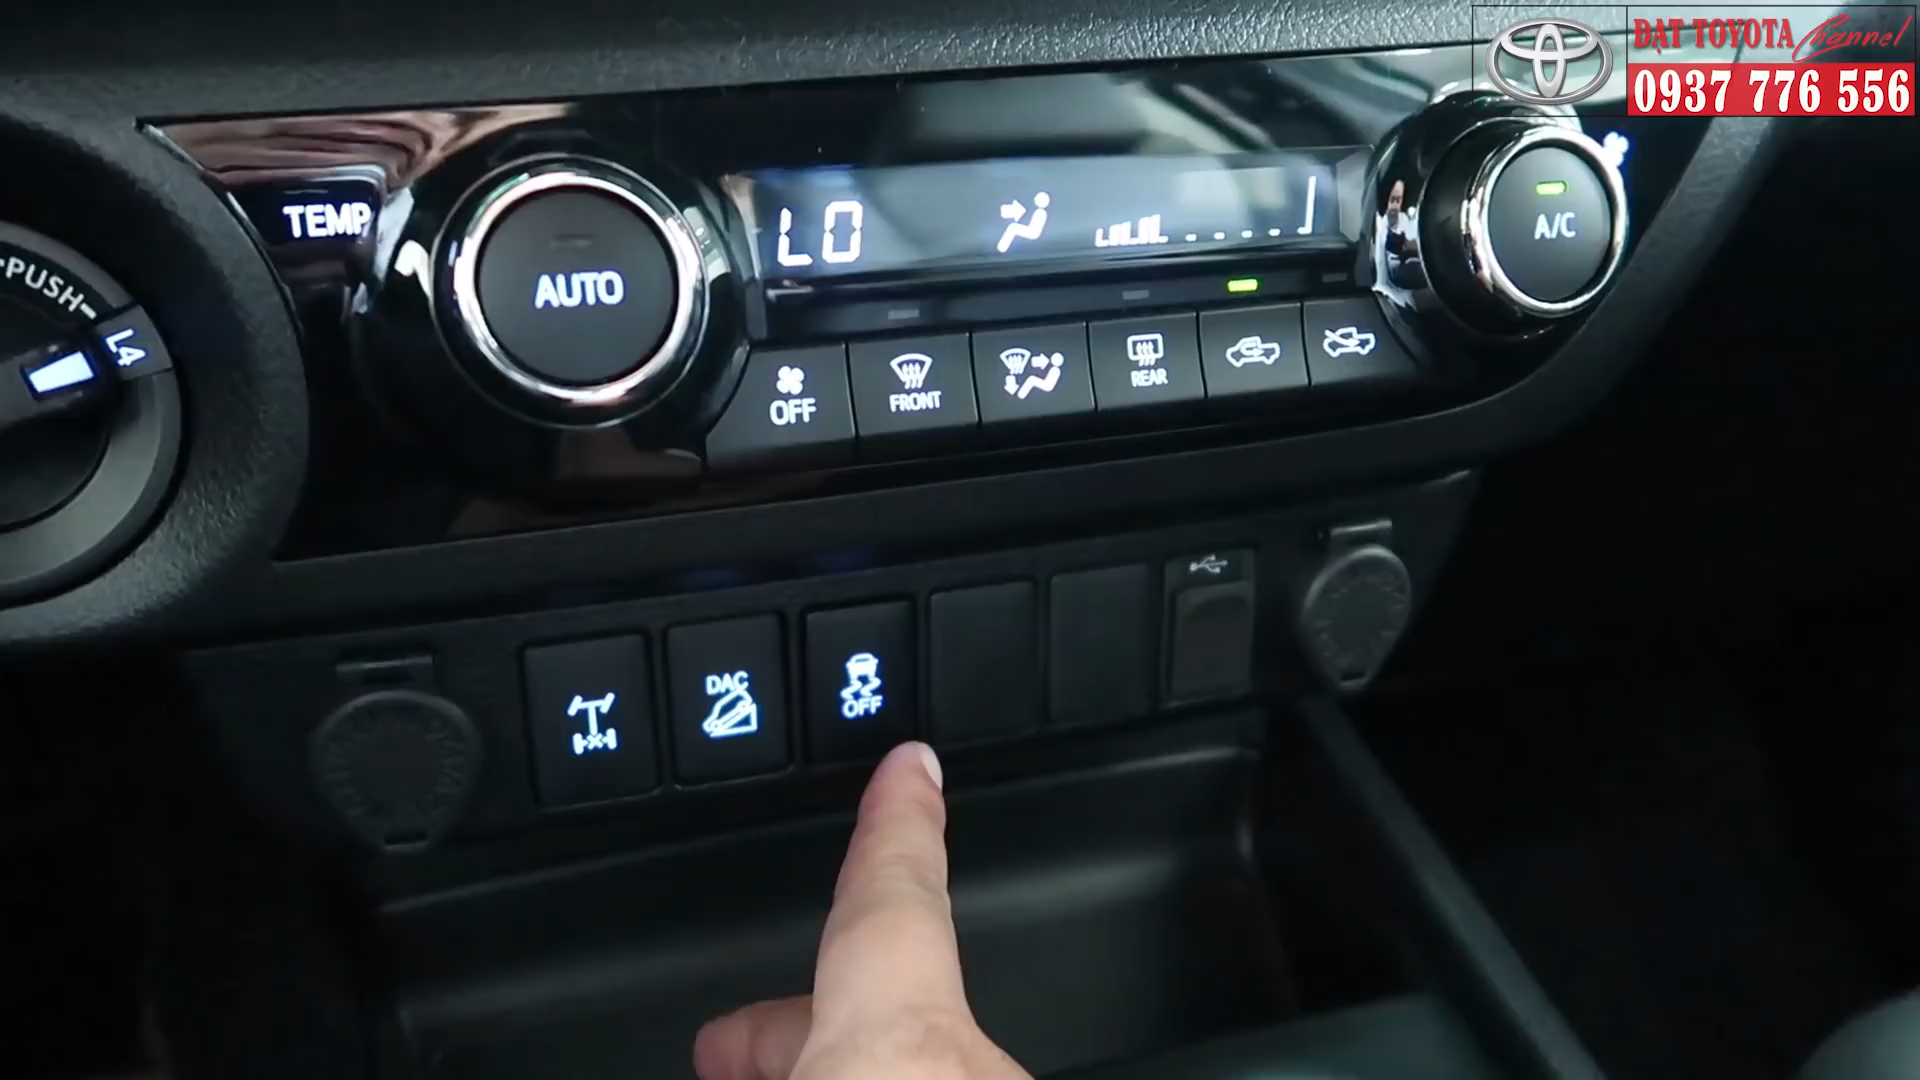 ĐẠT TOYOTA Channel
0937 776 556
TEMP
AUTO
LO
A/C
PUSH
L4
OFF
FRONT
REAR
DAC
OFF